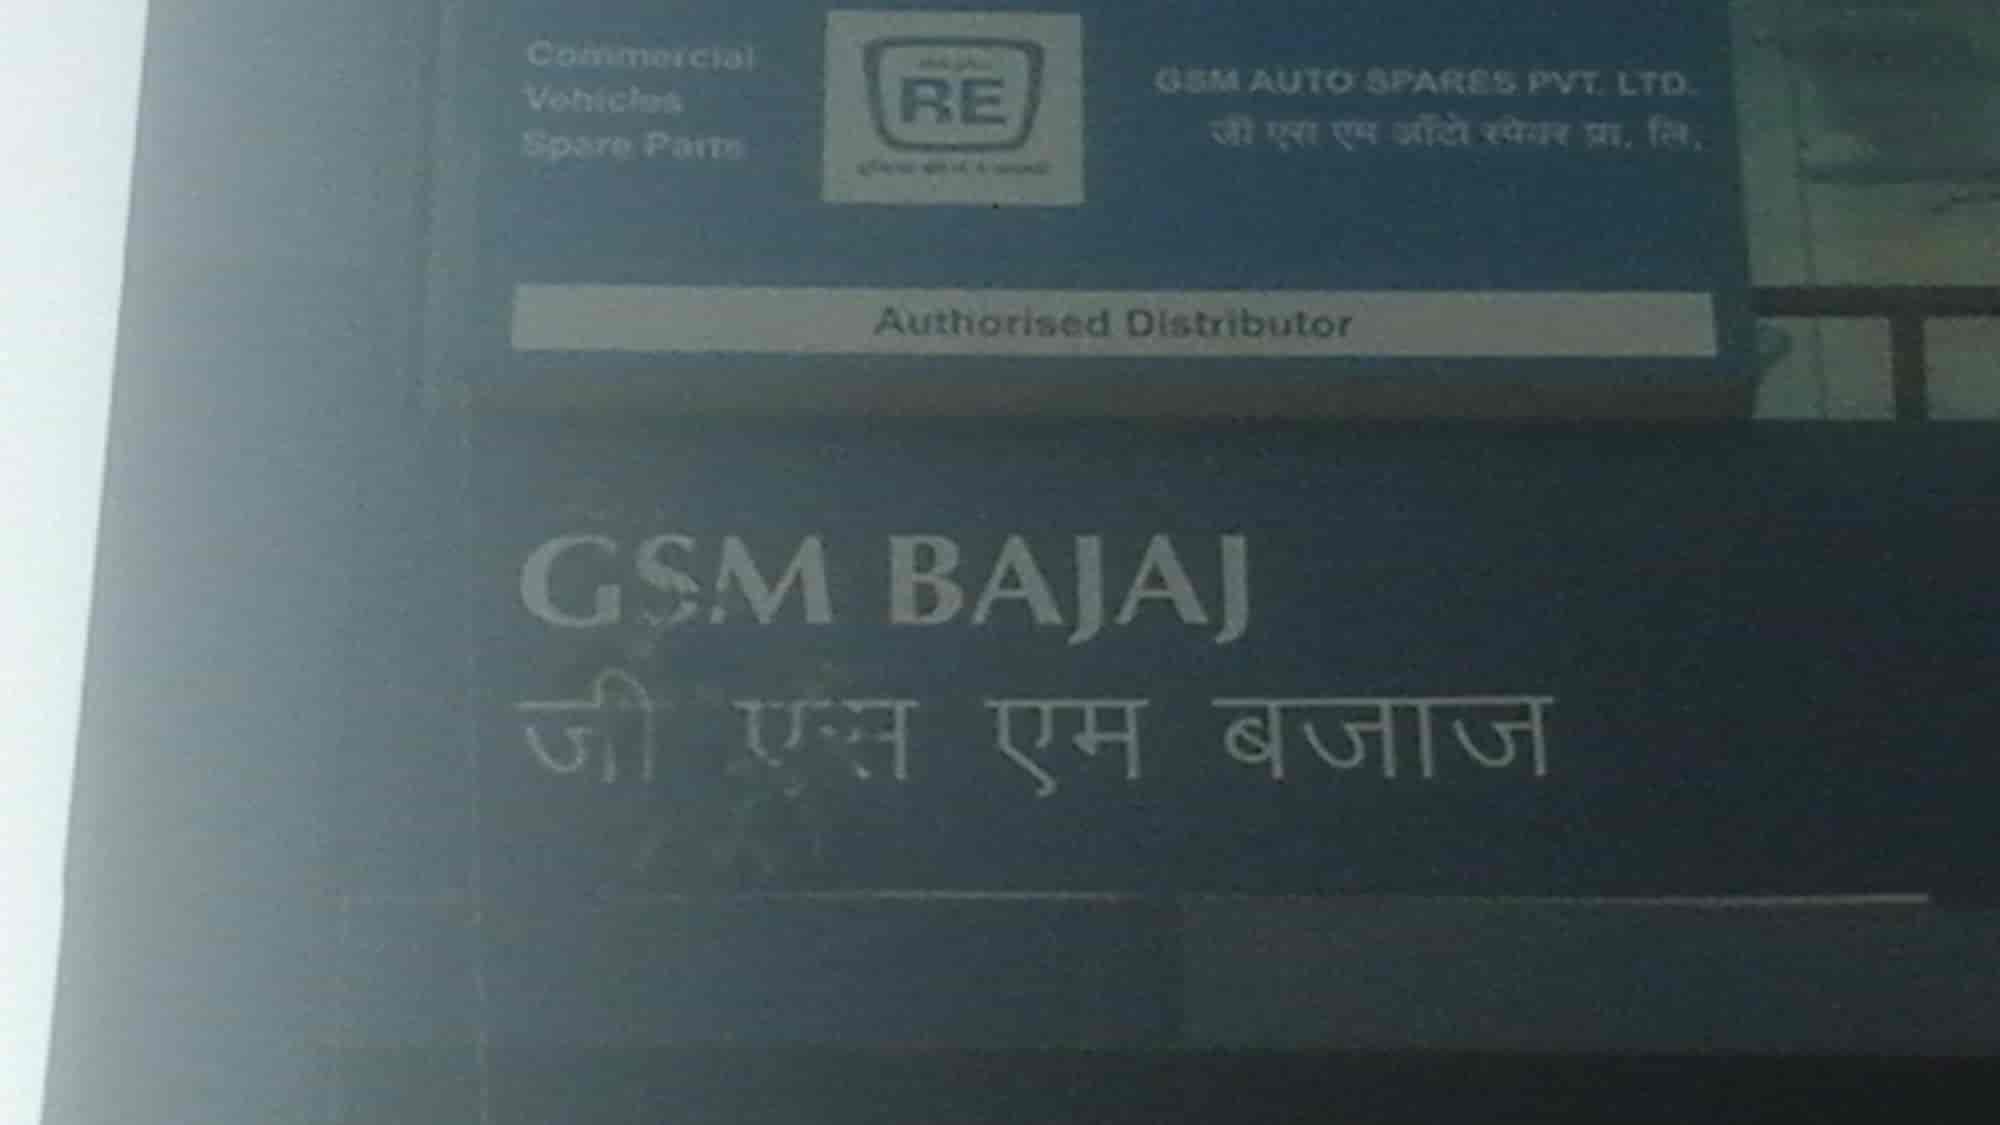 Commercial
Vehicles
Spare Parts
RE
GSM AUTO SPARES PVT. LTD.
जी एस एम ऑटो स्पेयर प्रा. लि.
Authorised Distributor
GSM BAJAJ
जी एस एम बजाज